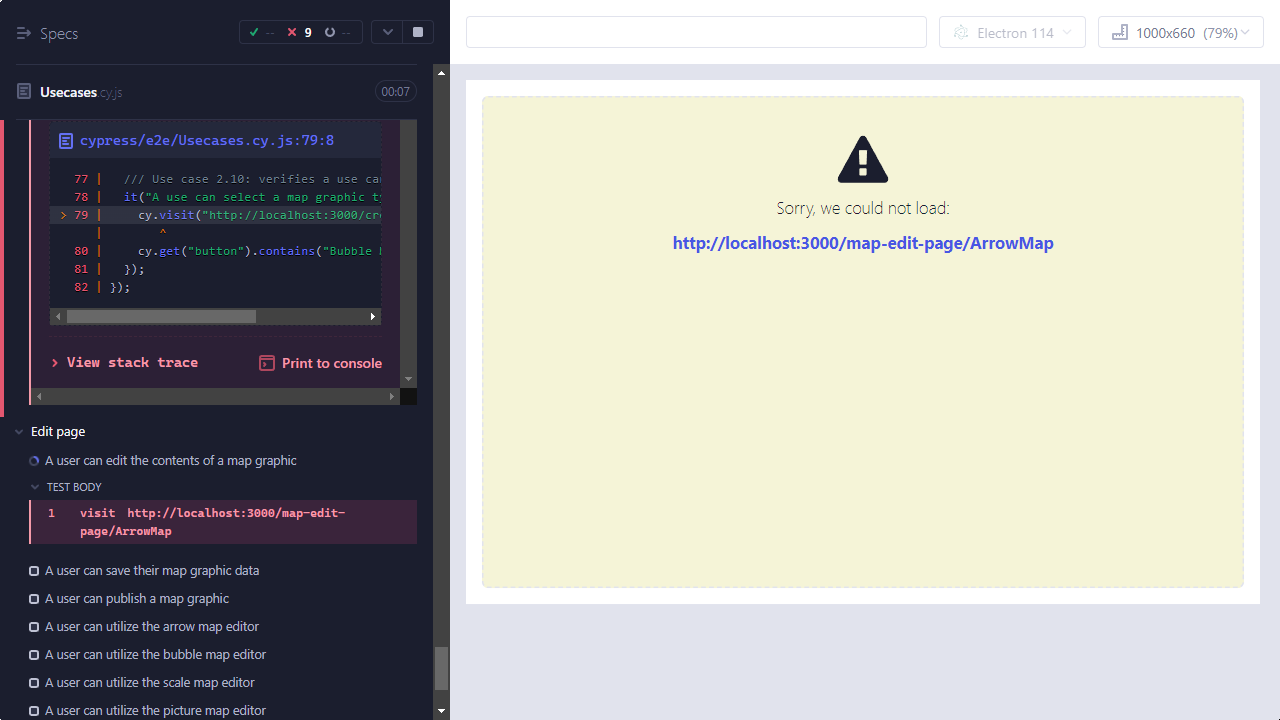 Specs
--
9
--
Electron 114
1000x660 (79%)
Usecases.cy.js
00:07
cypress/e2e/Usecases.cy.js:79:8
77 | /// Use case 2.10: verifies a use ca
78 | it("A use can select a map graphic ty
> 79 | cy.visit("http://localhost:3000/cr
| ^
80 | cy.get("button").contains("Bubble
81 | });
82 | });
> View stack trace
Print to console
Edit page
A user can edit the contents of a map graphic
TEST BODY
1 visit http://localhost:3000/map-edit-
page/ArrowMap
A user can save their map graphic data
A user can publish a map graphic
A user can utilize the arrow map editor
A user can utilize the bubble map editor
A user can utilize the scale map editor
A user can utilize the picture map editor
Sorry, we could not load:
http://localhost:3000/map-edit-page/ArrowMap